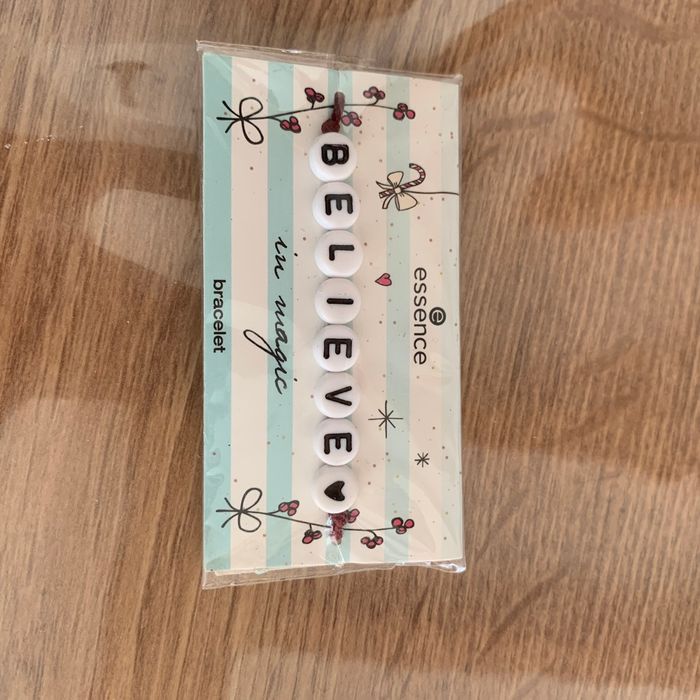 essence
BELIEVE♥
in magic
bracelet